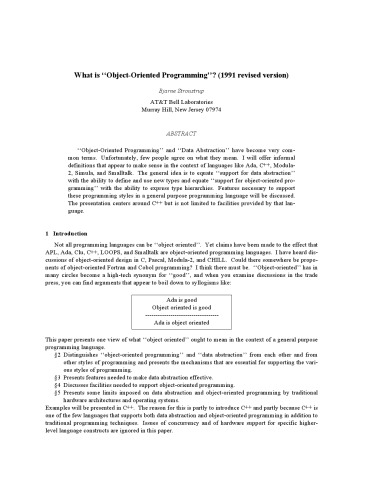 What is ‘‘Object-Oriented Programming’’? (1991 revised version)
Bjarne Stroustrup
AT&T Bell Laboratories
Murray Hill, New Jersey 07974
ABSTRACT
‘‘Object-Oriented Programming’’ and ‘‘Data Abstraction’’ have become very com-
mon terms. Unfortunately, few people agree on what they mean. I will offer informal
definitions that appear to make sense in the context of languages like Ada, C++, Modula-
2, Simula, and Smalltalk. The general idea is to equate ‘‘support for data abstraction’’
with the ability to define and use new types and equate ‘‘support for object-oriented pro-
gramming’’ with the ability to express type hierarchies. Features necessary to support
these programming styles in a general purpose programming language will be discussed.
The presentation centers around C++ but is not limited to facilities provided by that lan-
guage.
1 Introduction
Not all programming languages can be ‘‘object oriented’’. Yet claims have been made to the effect that
APL, Ada, Clu, C++, LOOPS, and Smalltalk are object-oriented programming languages. I have heard dis-
cussions of object-oriented design in C, Pascal, Modula-2, and CHILL. Could there somewhere be propo-
nents of object-oriented Fortran and Cobol programming? I think there must be. ‘‘Object-oriented’’ has in
many circles become a high-tech synonym for ‘‘good’’, and when you examine discussions in the trade
press, you can find arguments that appear to boil down to syllogisms like:
Ada is good
Object oriented is good
-----------------------------------
Ada is object oriented
This paper presents one view of what ‘‘object oriented’’ ought to mean in the context of a general purpose
programming language.
§2 Distinguishes ‘‘object-oriented programming’’ and ‘‘data abstraction’’ from each other and from
other styles of programming and presents the mechanisms that are essential for supporting the vari-
ous styles of programming.
§3 Presents features needed to make data abstraction effective.
§4 Discusses facilities needed to support object-oriented programming.
§5 Presents some limits imposed on data abstraction and object-oriented programming by traditional
hardware architectures and operating systems.
Examples will be presented in C++. The reason for this is partly to introduce C++ and partly because C++ is
one of the few languages that supports both data abstraction and object-oriented programming in addition to
traditional programming techniques. Issues of concurrency and of hardware support for specific higher-
level language constructs are ignored in this paper.